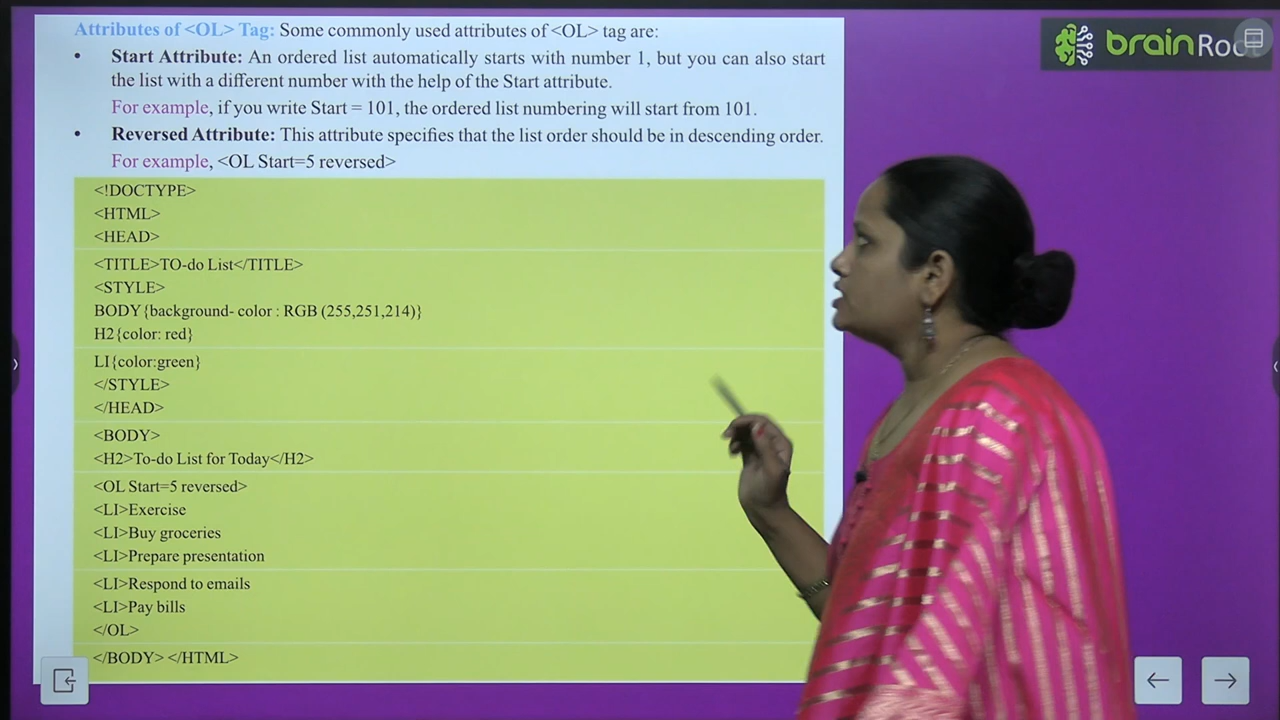 Attributes of <OL> Tag: Some commonly used attributes of <OL> tag are:
• Start Attribute: An ordered list automatically starts with number 1, but you can also start
the list with a different number with the help of the Start attribute.
For example, if you write Start = 101, the ordered list numbering will start from 101.
• Reversed Attribute: This attribute specifies that the list order should be in descending order.
For example, <OL Start=5 reversed>
<!DOCTYPE>
<HTML>
<HEAD>
<TITLE>TO-do List</TITLE>
<STYLE>
BODY{background- color : RGB (255,251,214)}
H2{color: red}
LI{color:green}
</STYLE>
</HEAD>
<BODY>
<H2>To-do List for Today</H2>
<OL Start=5 reversed>
<LI>Exercise
<LI>Buy groceries
<LI>Prepare presentation
<LI>Respond to emails
<LI>Pay bills
</OL>
</BODY> </HTML>
brain